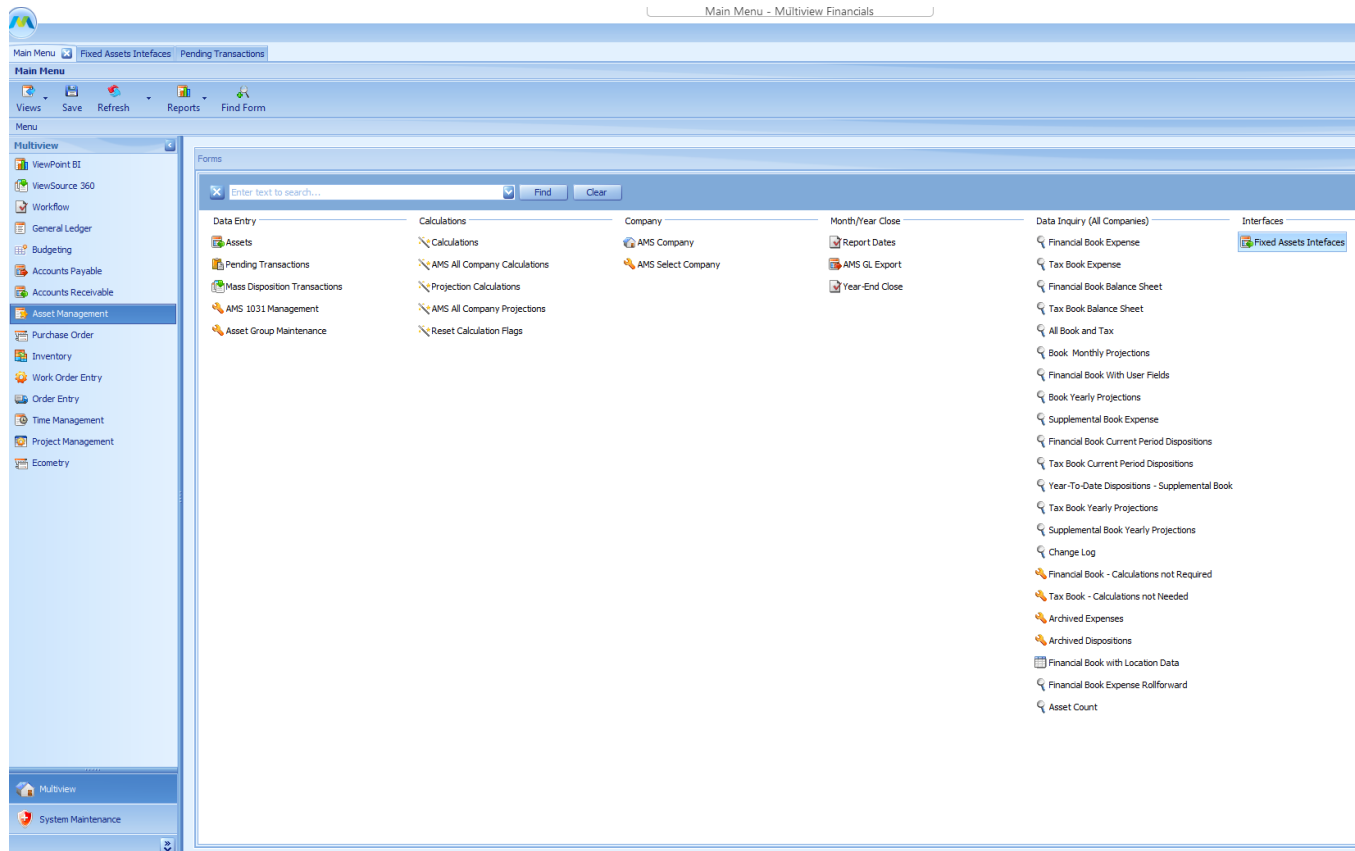 Main Menu - Multiview Financials
Main Menu Fixed Assets Intefaces Pending Transactions
Main Menu
Views Save Refresh Reports Find Form
Menu
Multiview
ViewPoint BI
ViewSource 360
Workflow
General Ledger
Budgeting
Accounts Payable
Accounts Receivable
Asset Management
Purchase Order
Inventory
Work Order Entry
Order Entry
Time Management
Project Management
Ecometry
Multiview
System Maintenance
Forms
Enter text to search... Find Clear
Data Entry
Assets
Pending Transactions
Mass Disposition Transactions
AMS 1031 Management
Asset Group Maintenance
Calculations
Calculations
AMS All Company Calculations
Projection Calculations
AMS All Company Projections
Reset Calculation Flags
Company
AMS Company
AMS Select Company
Month/Year Close
Report Dates
AMS GL Export
Year-End Close
Data Inquiry (All Companies)
Financial Book Expense
Tax Book Expense
Financial Book Balance Sheet
Tax Book Balance Sheet
All Book and Tax
Book Monthly Projections
Financial Book With User Fields
Book Yearly Projections
Supplemental Book Expense
Financial Book Current Period Dispositions
Tax Book Current Period Dispositions
Year-To-Date Dispositions - Supplemental Book
Tax Book Yearly Projections
Supplemental Book Yearly Projections
Change Log
Financial Book - Calculations not Required
Tax Book - Calculations not Needed
Archived Expenses
Archived Dispositions
Financial Book with Location Data
Financial Book Expense Rollforward
Asset Count
Interfaces
Fixed Assets Intefaces